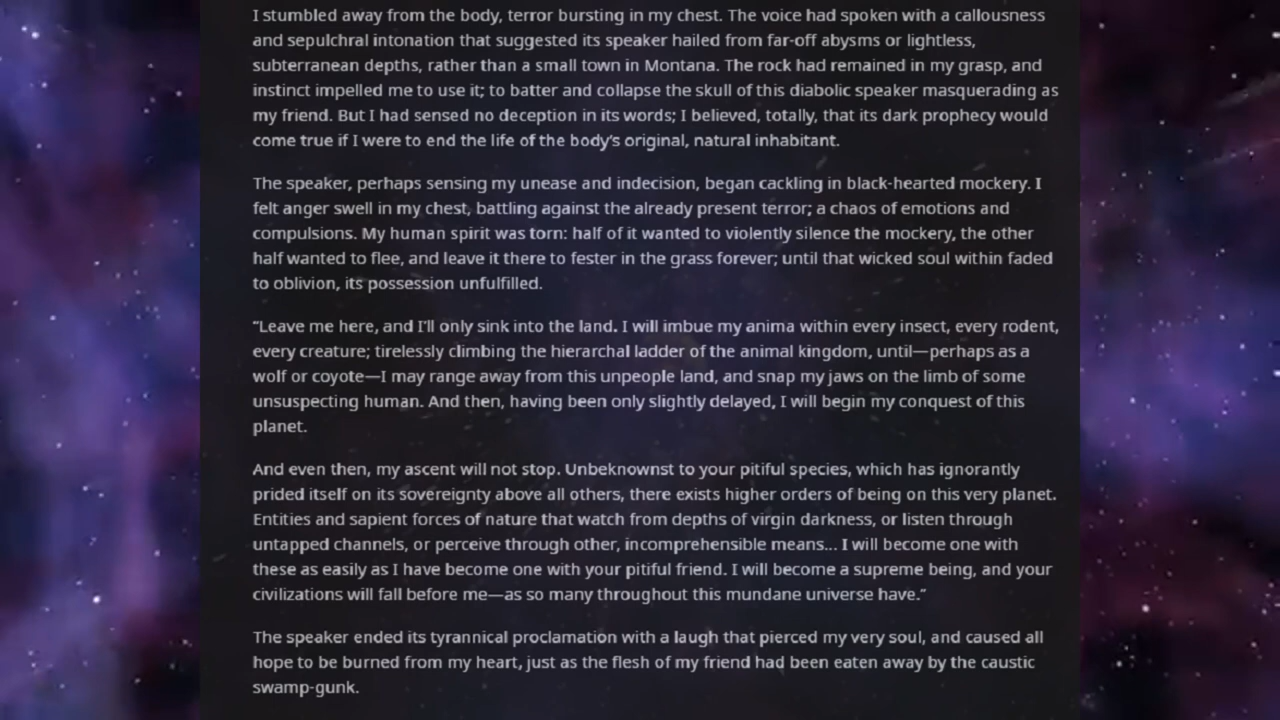 I stumbled away from the body, terror bursting in my chest. The voice had spoken with a callousness
and sepulchral intonation that suggested its speaker hailed from far-off abysms or lightless,
subterranean depths, rather than a small town in Montana. The rock had remained in my grasp, and
instinct impelled me to use it; to batter and collapse the skull of this diabolic speaker masquerading as
my friend. But I had sensed no deception in its words; I believed, totally, that its dark prophecy would
come true if I were to end the life of the body's original, natural inhabitant.
The speaker, perhaps sensing my unease and indecision, began cackling in black-hearted mockery. I
felt anger swell in my chest, battling against the already present terror; a chaos of emotions and
compulsions. My human spirit was torn: half of it wanted to violently silence the mockery, the other
half wanted to flee, and leave it there to fester in the grass forever; until that wicked soul within faded
to oblivion, its possession unfulfilled.
“Leave me here, and I'll only sink into the land. I will imbue my anima within every insect, every rodent,
every creature; tirelessly climbing the hierarchal ladder of the animal kingdom, until—perhaps as a
wolf or coyote—I may range away from this unpeople land, and snap my jaws on the limb of some
unsuspecting human. And then, having been only slightly delayed, I will begin my conquest of this
planet.
And even then, my ascent will not stop. Unbeknownst to your pitiful species, which has ignorantly
prided itself on its sovereignty above all others, there exists higher orders of being on this very planet.
Entities and sapient forces of nature that watch from depths of virgin darkness, or listen through
untapped channels, or perceive through other, incomprehensible means... I will become one with
these as easily as I have become one with your pitiful friend. I will become a supreme being, and your
civilizations will fall before me—as so many throughout this mundane universe have.”
The speaker ended its tyrannical proclamation with a laugh that pierced my very soul, and caused all
hope to be burned from my heart, just as the flesh of my friend had been eaten away by the caustic
swamp-gunk.